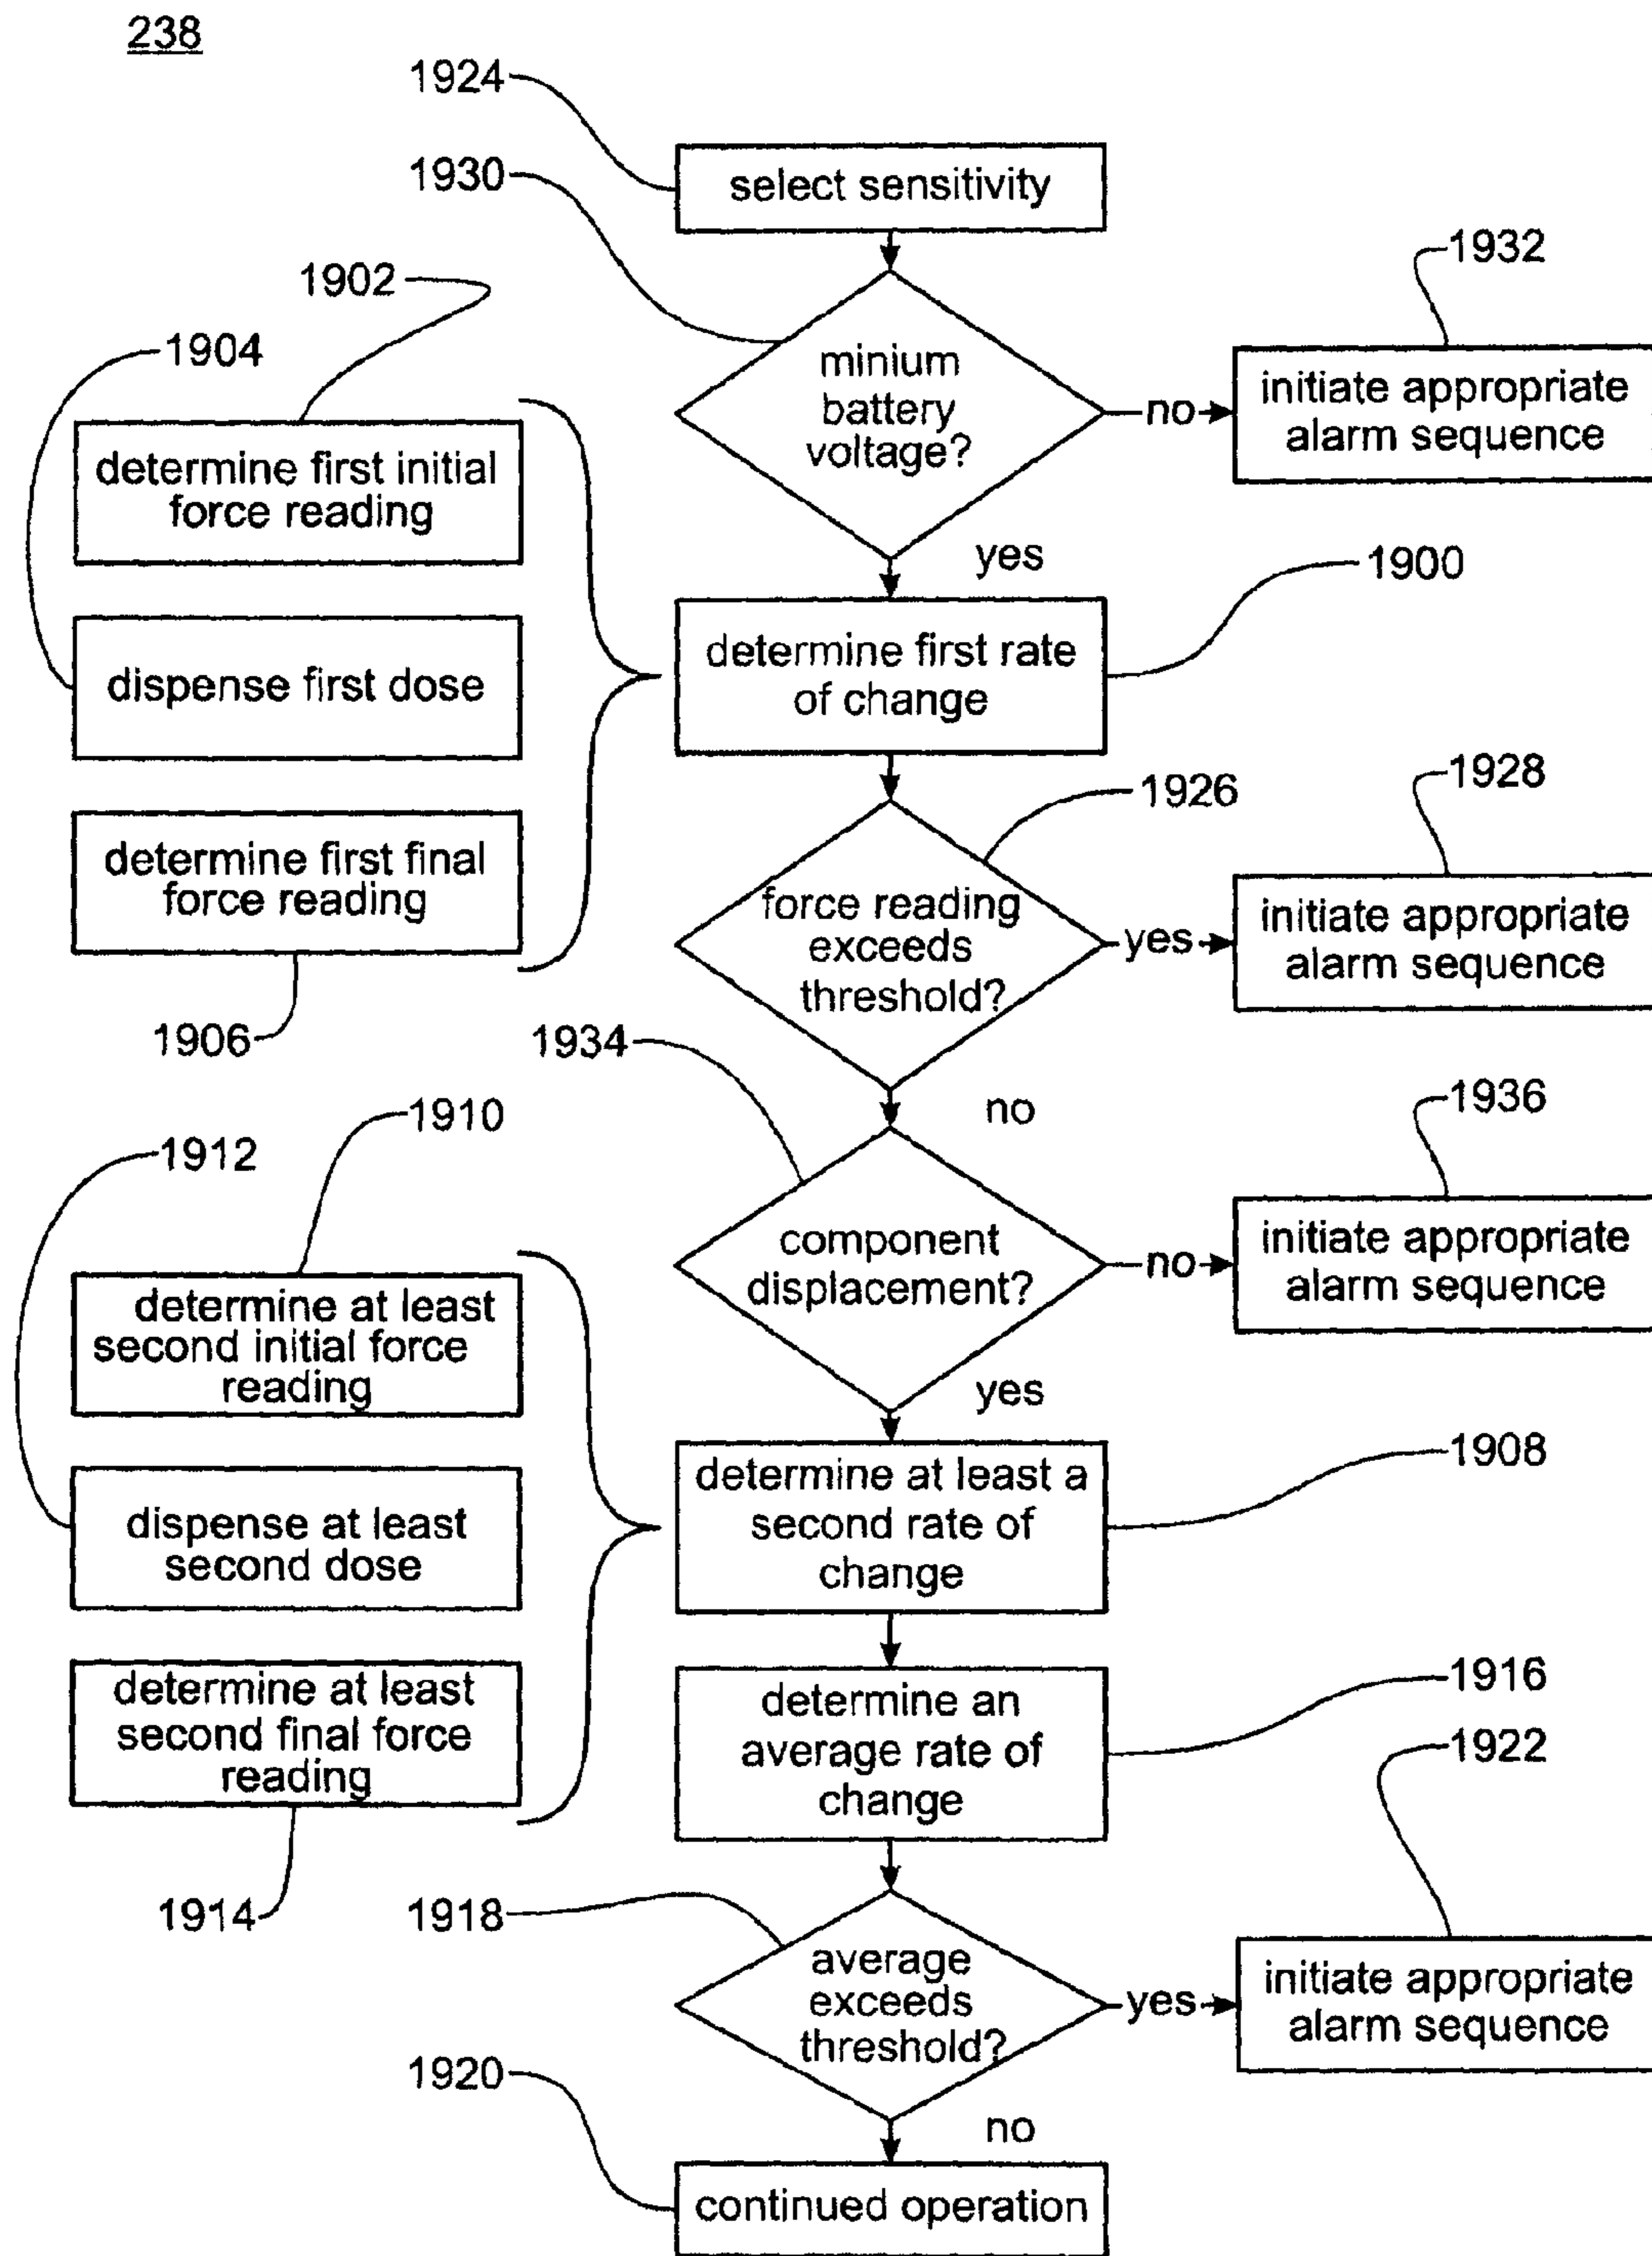 238
1924
select sensitivity
1930
minium
battery
voltage?
no
initiate appropriate
alarm sequence
1932
yes
1902
1904
determine first initial
force reading
dispense first dose
determine first final
force reading
1906
determine first rate
of change
1900
1926
force reading
exceeds
threshold?
yes
1928
initiate appropriate
alarm sequence
no
1934
component
displacement?
no
1936
initiate appropriate
alarm sequence
yes
1910
1912
determine at least
second initial force
reading
dispense at least
second dose
determine at least
second final force
reading
1914
determine at least a
second rate of
change
1908
determine an
average rate of
change
1916
1918
average
exceeds
threshold?
yes
1922
initiate appropriate
alarm sequence
no
1920
continued operation